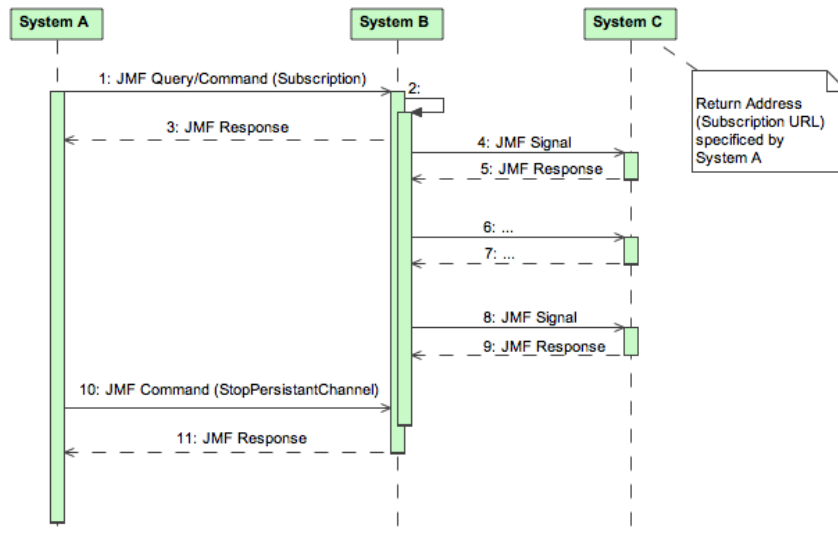 System A
System B
System C
1: JMF Query/Command (Subscription)
2:
Return Address
(Subscription URL)
specificed by
System A
3: JMF Response
4: JMF Signal
5: JMF Response
6: ...
7: ...
8: JMF Signal
9: JMF Response
10: JMF Command (StopPersistantChannel)
11: JMF Response